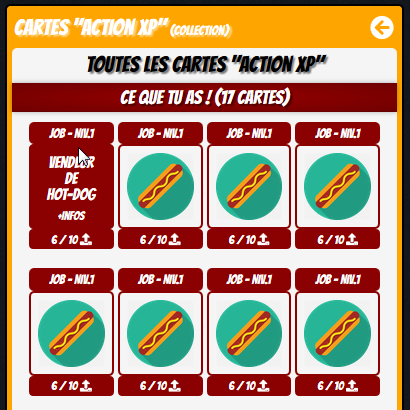 CARTES "ACTION XP" (COLLECTION)
TOUTES LES CARTES "ACTION XP"
CE QUE TU AS ! (17 CARTES)
JOB - NIV.1 JOB - NIV.1 JOB - NIV.1 JOB - NIV.1
VENDEUR
DE
HOT-DOG
+INFOS
6 / 10 6 / 10 6 / 10 6 / 10
JOB - NIV.1 JOB - NIV.1 JOB - NIV.1 JOB - NIV.1
6 / 10 6 / 10 6 / 10 6 / 10